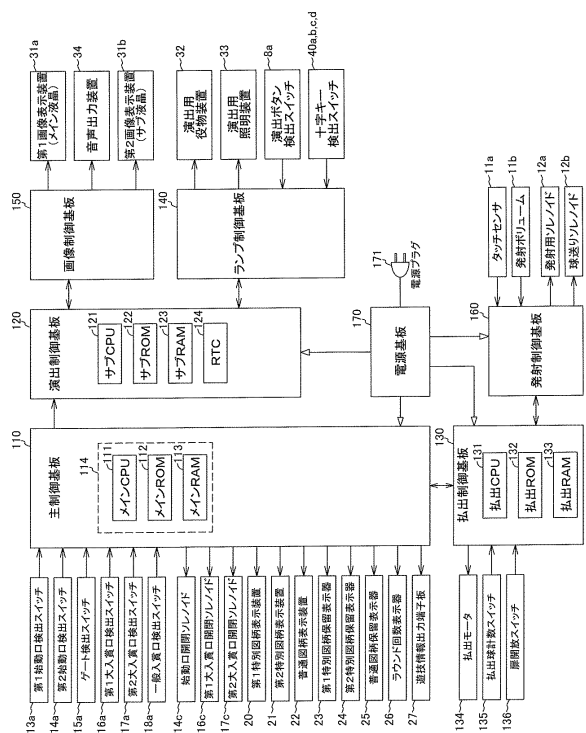 110
主制御基板
114
111
メインCPU
112
メインROM
113
メインRAM
120
演出制御基板
121
サブCPU
122
サブROM
123
サブRAM
124
RTC
150
画像制御基板
31a
第1画像表示装置
(メイン液晶)
34
音声出力装置
31b
第2画像表示装置
(サブ液晶)
140
ランプ制御基板
32
演出用
役物装置
33
演出用
照明装置
8a
演出ボタン
検出スイッチ
40a,b,c,d
十字キー
検出スイッチ
170
電源基板
171
電源プラグ
160
発射制御基板
11a
タッチセンサ
11b
発射ボリューム
12a
発射用ソレノイド
12b
球送りソレノイド
130
払出制御基板
131
払出CPU
132
払出ROM
133
払出RAM
13a
第1始動口検出スイッチ
14a
第2始動口検出スイッチ
15a
ゲート検出スイッチ
16a
第1大入賞口検出スイッチ
17a
第2大入賞口検出スイッチ
18a
一般入賞口検出スイッチ
14c
始動口開閉ソレノイド
16c
第1大入賞口開閉ソレノイド
17c
第2大入賞口開閉ソレノイド
20
第1特別図柄表示装置
21
第2特別図柄表示装置
22
普通図柄表示装置
23
第1特別図柄保留表示器
24
第2特別図柄保留表示器
25
普通図柄保留表示器
26
ラウンド回数表示器
27
遊技情報出力端子板
134
払出モータ
135
払出球計数スイッチ
136
扉開放スイッチ